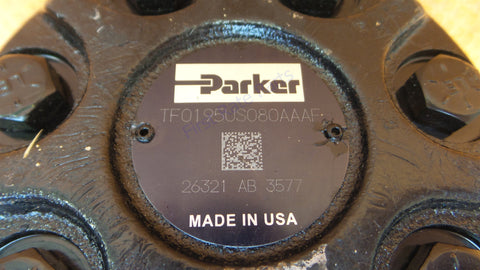 Parker
TF0195US080AAAF
26321 AB 3577
MADE IN USA